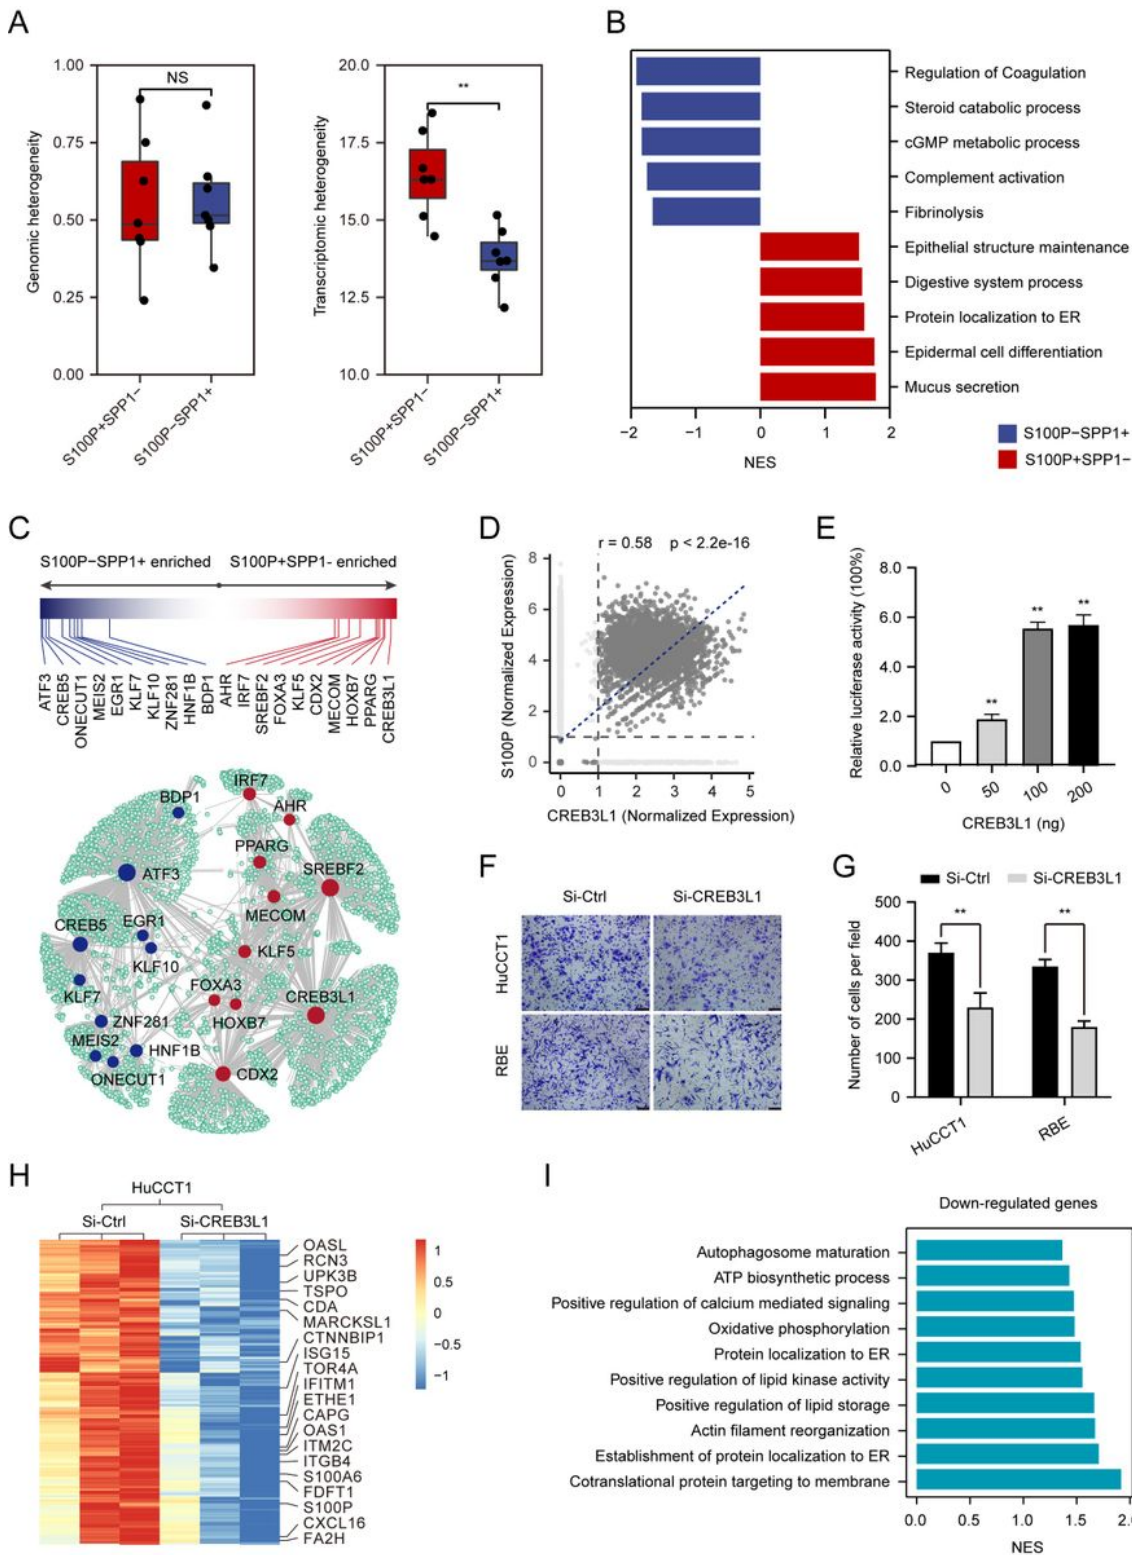 A
Genomic heterogeneity
1.00
0.75
0.50
0.25
0.00
NS
S100P+SPP1−
S100P−SPP1+
Transcriptomic heterogeneity
20.0
17.5
15.0
12.5
10.0
**
S100P+SPP1−
S100P−SPP1+
B
Regulation of Coagulation
Steroid catabolic process
cGMP metabolic process
Complement activation
Fibrinolysis
Epithelial structure maintenance
Digestive system process
Protein localization to ER
Epidermal cell differentiation
Mucus secretion
−2 −1 0 1 2
NES
S100P−SPP1+
S100P+SPP1−
C
S100P−SPP1+ enriched S100P+SPP1- enriched
ATF3
CREB5
ONECUT1
MEIS2
EGR1
KLF7
KLF10
ZNF281
HNF1B
BDP1
AHR
IRF7
SREBF2
FOXA3
KLF5
CDX2
MECOM
HOXB7
PPARG
CREB3L1
IRF7
BDP1
AHR
PPARG
ATF3
SREBF2
MECOM
EGR1
CREB5
KLF5
KLF10
FOXA3
KLF7
CREB3L1
HOXB7
ZNF281
MEIS2
HNF1B
ONECUT1
CDX2
D
r = 0.58 p < 2.2e-16
S100P (Normalized Expression)
8
6
4
2
0
0 1 2 3 4 5
CREB3L1 (Normalized Expression)
E
Relative luciferase activity (100%)
8.0
6.0
4.0
2.0
0.0
**
**
**
0 50 100 200
CREB3L1 (ng)
F
Si-Ctrl Si-CREB3L1
HuCCT1
RBE
G
Si-Ctrl Si-CREB3L1
Number of cells per field
500
400
300
200
100
0
** **
HuCCT1 RBE
H
HuCCT1
Si-Ctrl Si-CREB3L1
OASL
RCN3
UPK3B
TSPO
CDA
MARCKSL1
CTNNBIP1
ISG15
TOR4A
IFITM1
ETHE1
CAPG
OAS1
ITM2C
ITGB4
S100A6
FDFT1
S100P
CXCL16
FA2H
1
0.5
0
−0.5
−1
I
Down-regulated genes
Autophagosome maturation
ATP biosynthetic process
Positive regulation of calcium mediated signaling
Oxidative phosphorylation
Protein localization to ER
Positive regulation of lipid kinase activity
Positive regulation of lipid storage
Actin filament reorganization
Establishment of protein localization to ER
Cotranslational protein targeting to membrane
0.0 0.5 1.0 1.5 2.0
NES